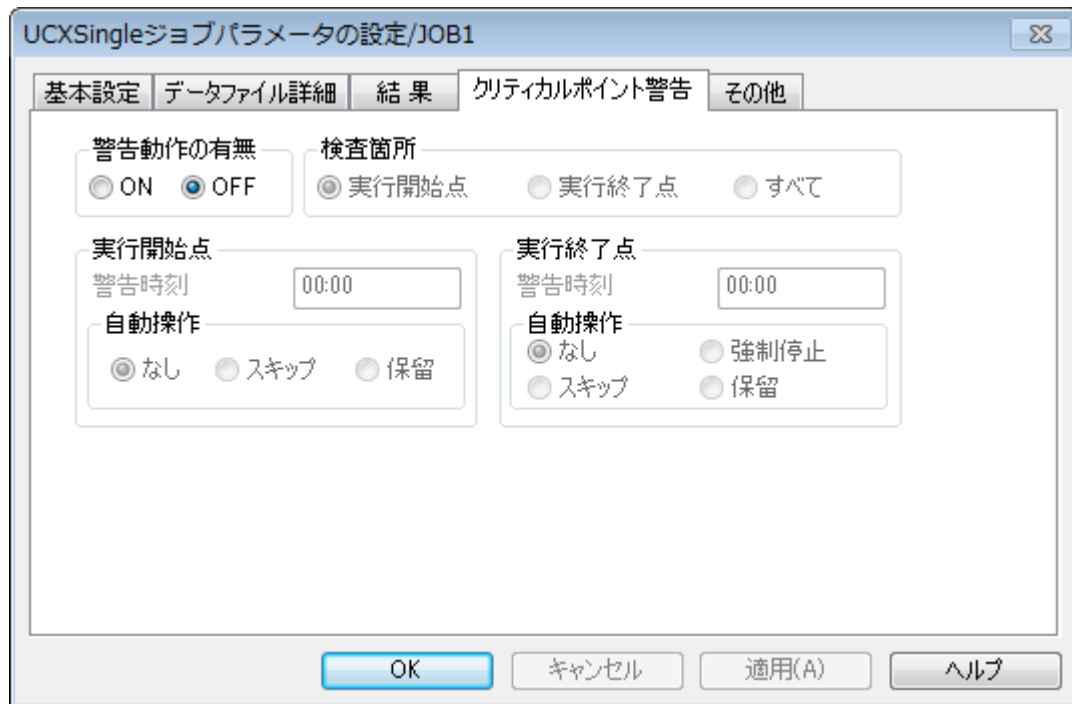 UCXSingleジョブパラメータの設定/JOB1
基本設定 データファイル詳細 結 果 クリティカルポイント警告 その他
警告動作の有無 検査箇所
ON OFF 実行開始点 実行終了点 すべて
実行開始点 実行終了点
警告時刻 00:00 警告時刻 00:00
自動操作 自動操作
なし スキップ 保留 なし 強制停止
スキップ 保留
OK キャンセル 適用(A) ヘルプ